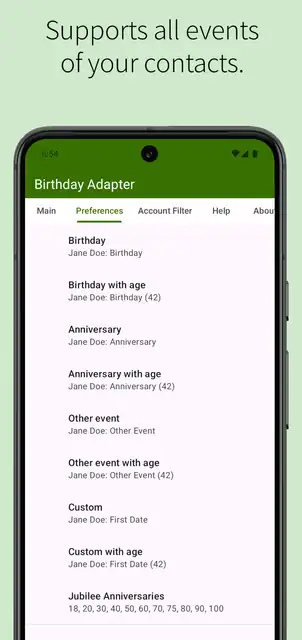 Supports all events
of your contacts.
6:54
Birthday Adapter
Main Preferences Account Filter Help Abou
Birthday
Jane Doe: Birthday
Birthday with age
Jane Doe: Birthday (42)
Anniversary
Jane Doe: Anniversary
Anniversary with age
Jane Doe: Anniversary (42)
Other event
Jane Doe: Other Event
Other event with age
Jane Doe: Other Event (42)
Custom
Jane Doe: First Date
Custom with age
Jane Doe: First Date (42)
Jubilee Anniversaries
18, 20, 30, 40, 50, 60, 70, 75, 80, 90, 100